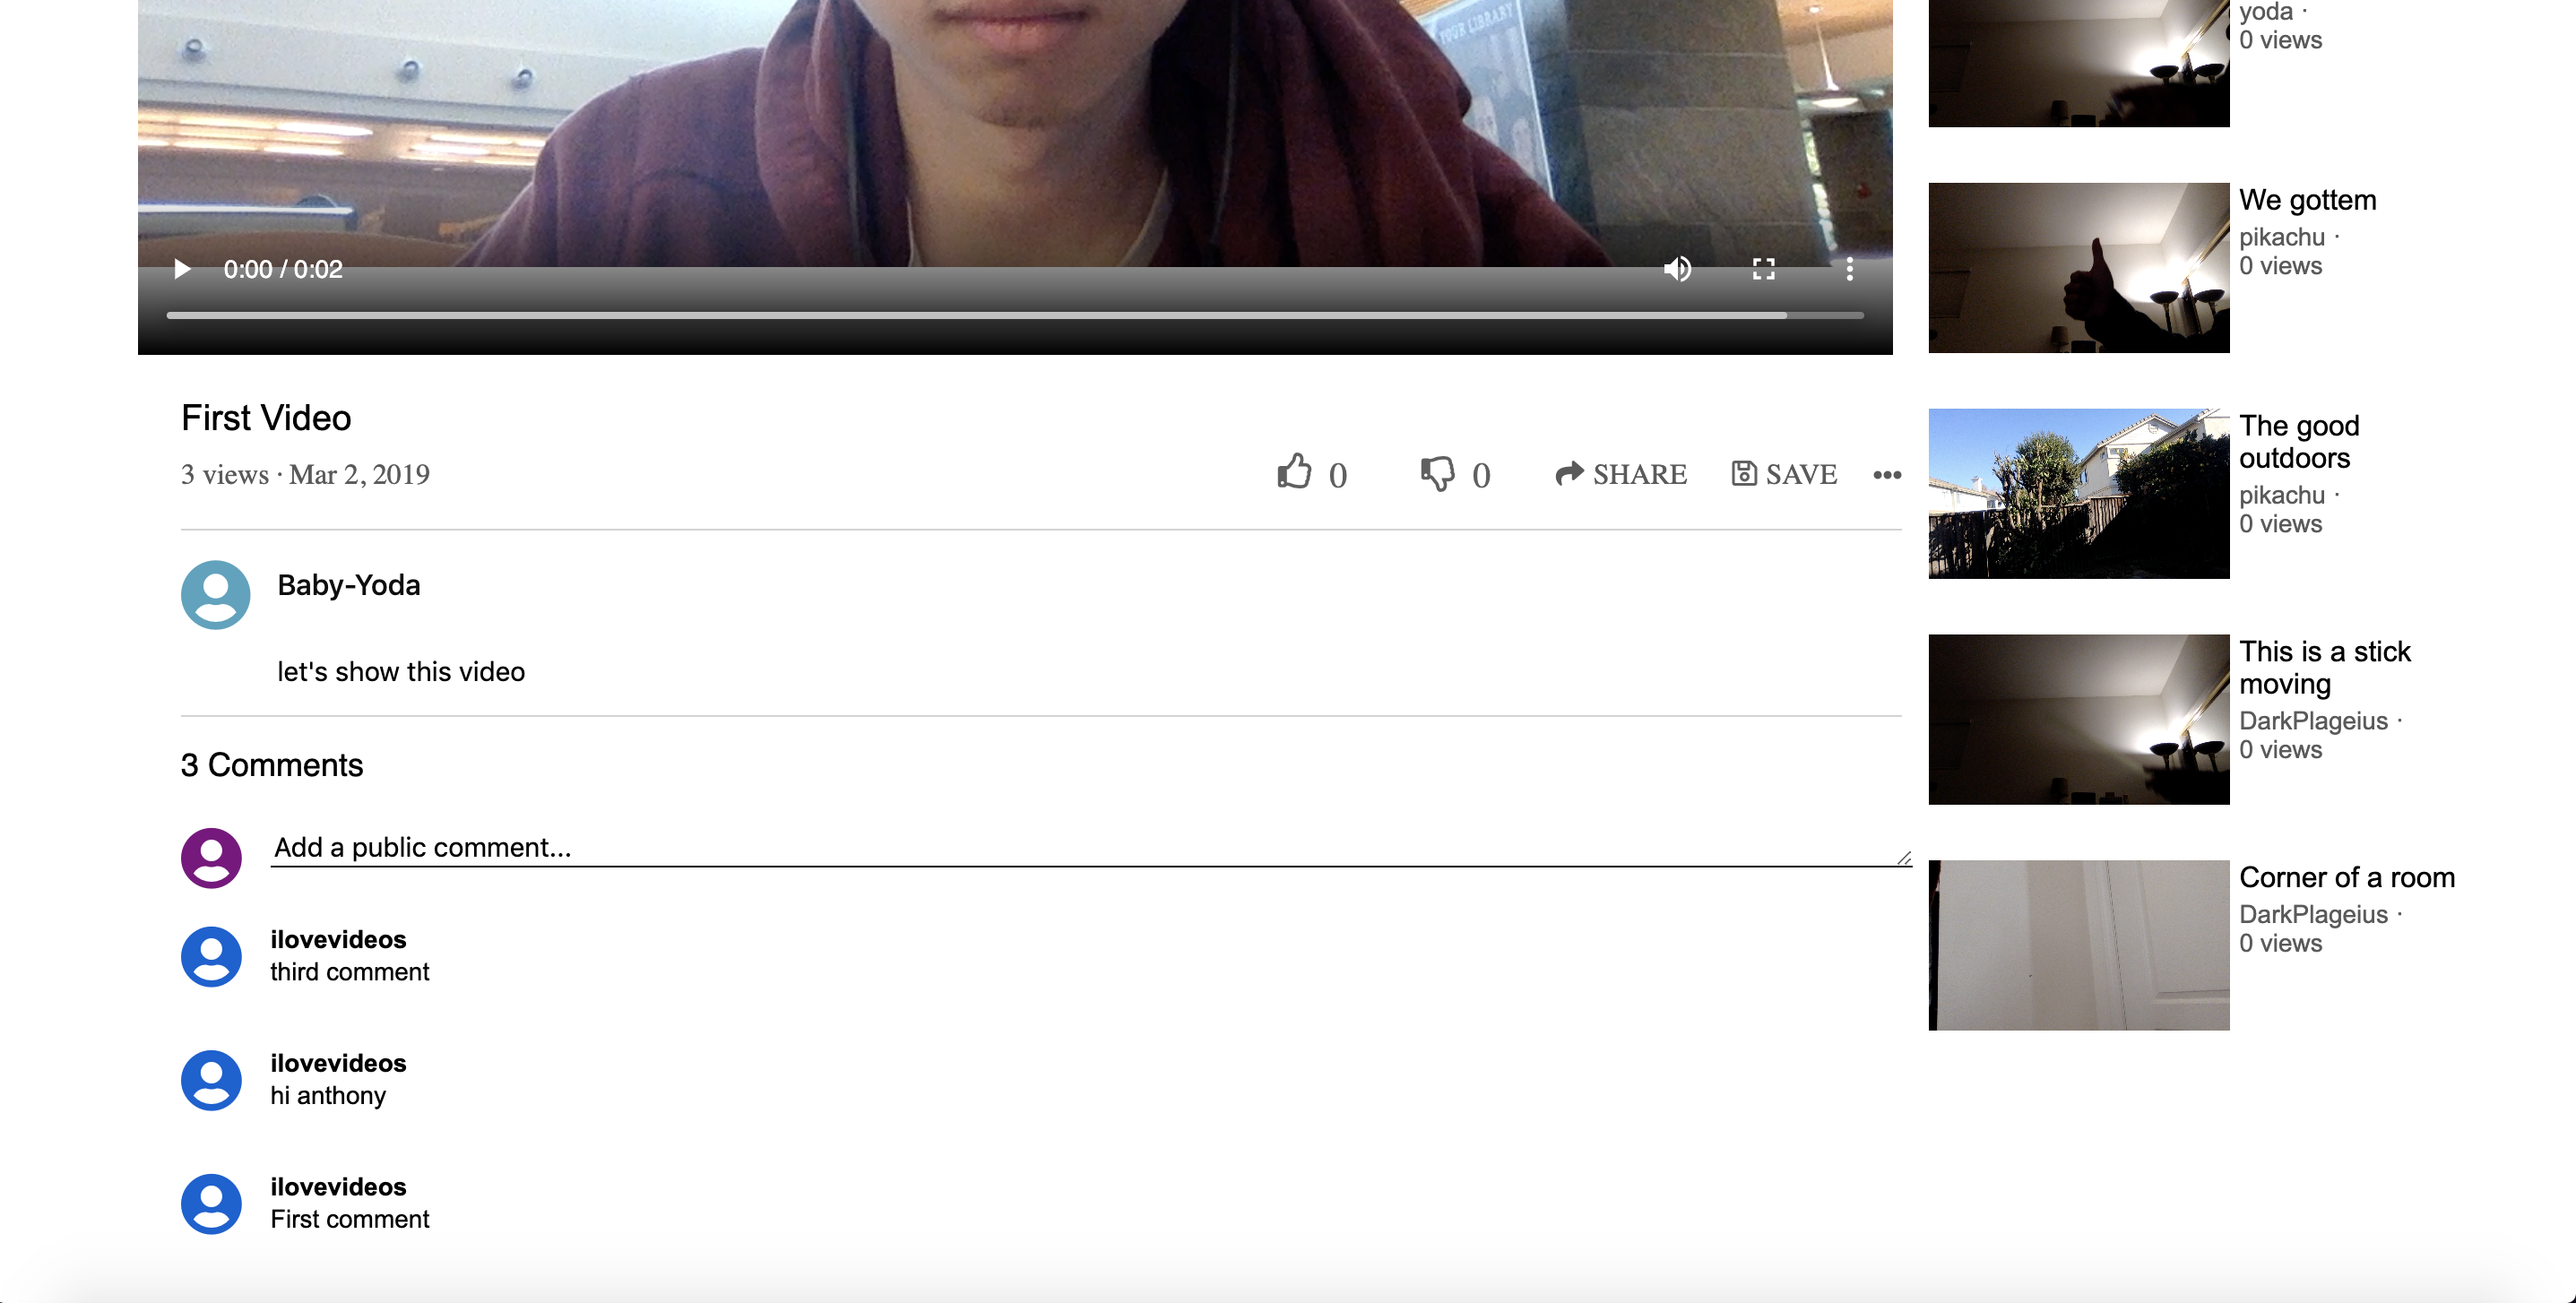 YOUR LIBRARY
0:00 / 0:02
First Video
3 views · Mar 2, 2019
0
0
SHARE
SAVE
Baby-Yoda
let's show this video
3 Comments
Add a public comment...
ilovevideos
third comment
ilovevideos
hi anthony
ilovevideos
First comment
yoda ·
0 views
We gottem
pikachu ·
0 views
The good
outdoors
pikachu ·
0 views
This is a stick
moving
DarkPlageius ·
0 views
Corner of a room
DarkPlageius ·
0 views